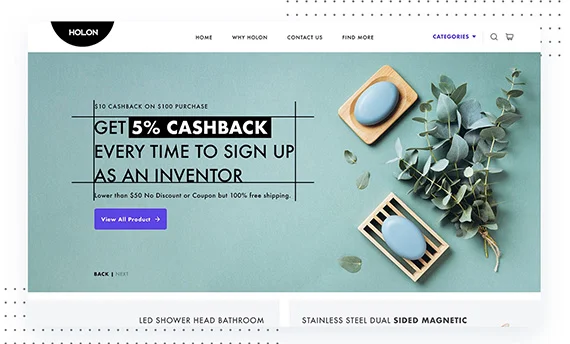 HOLON
HOME WHY HOLON CONTACT US FIND MORE CATEGORIES
$10 CASHBACK ON $100 PURCHASE
GET 5% CASHBACK
EVERY TIME TO SIGN UP
AS AN INVENTOR
Lower than $50 No Discount or Coupon but 100% free shipping.
View All Product
BACK | NEXT
LED SHOWER HEAD BATHROOM
STAINLESS STEEL DUAL SIDED MAGNETIC